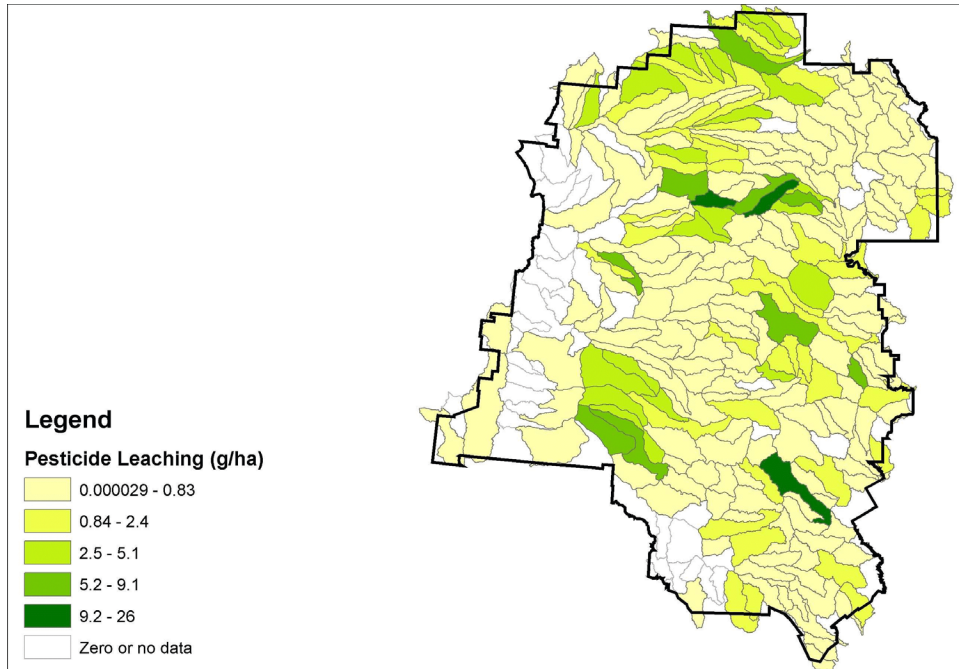 Legend
Pesticide Leaching (g/ha)
0.000029 - 0.83
0.84 - 2.4
2.5 - 5.1
5.2 - 9.1
9.2 - 26
Zero or no data